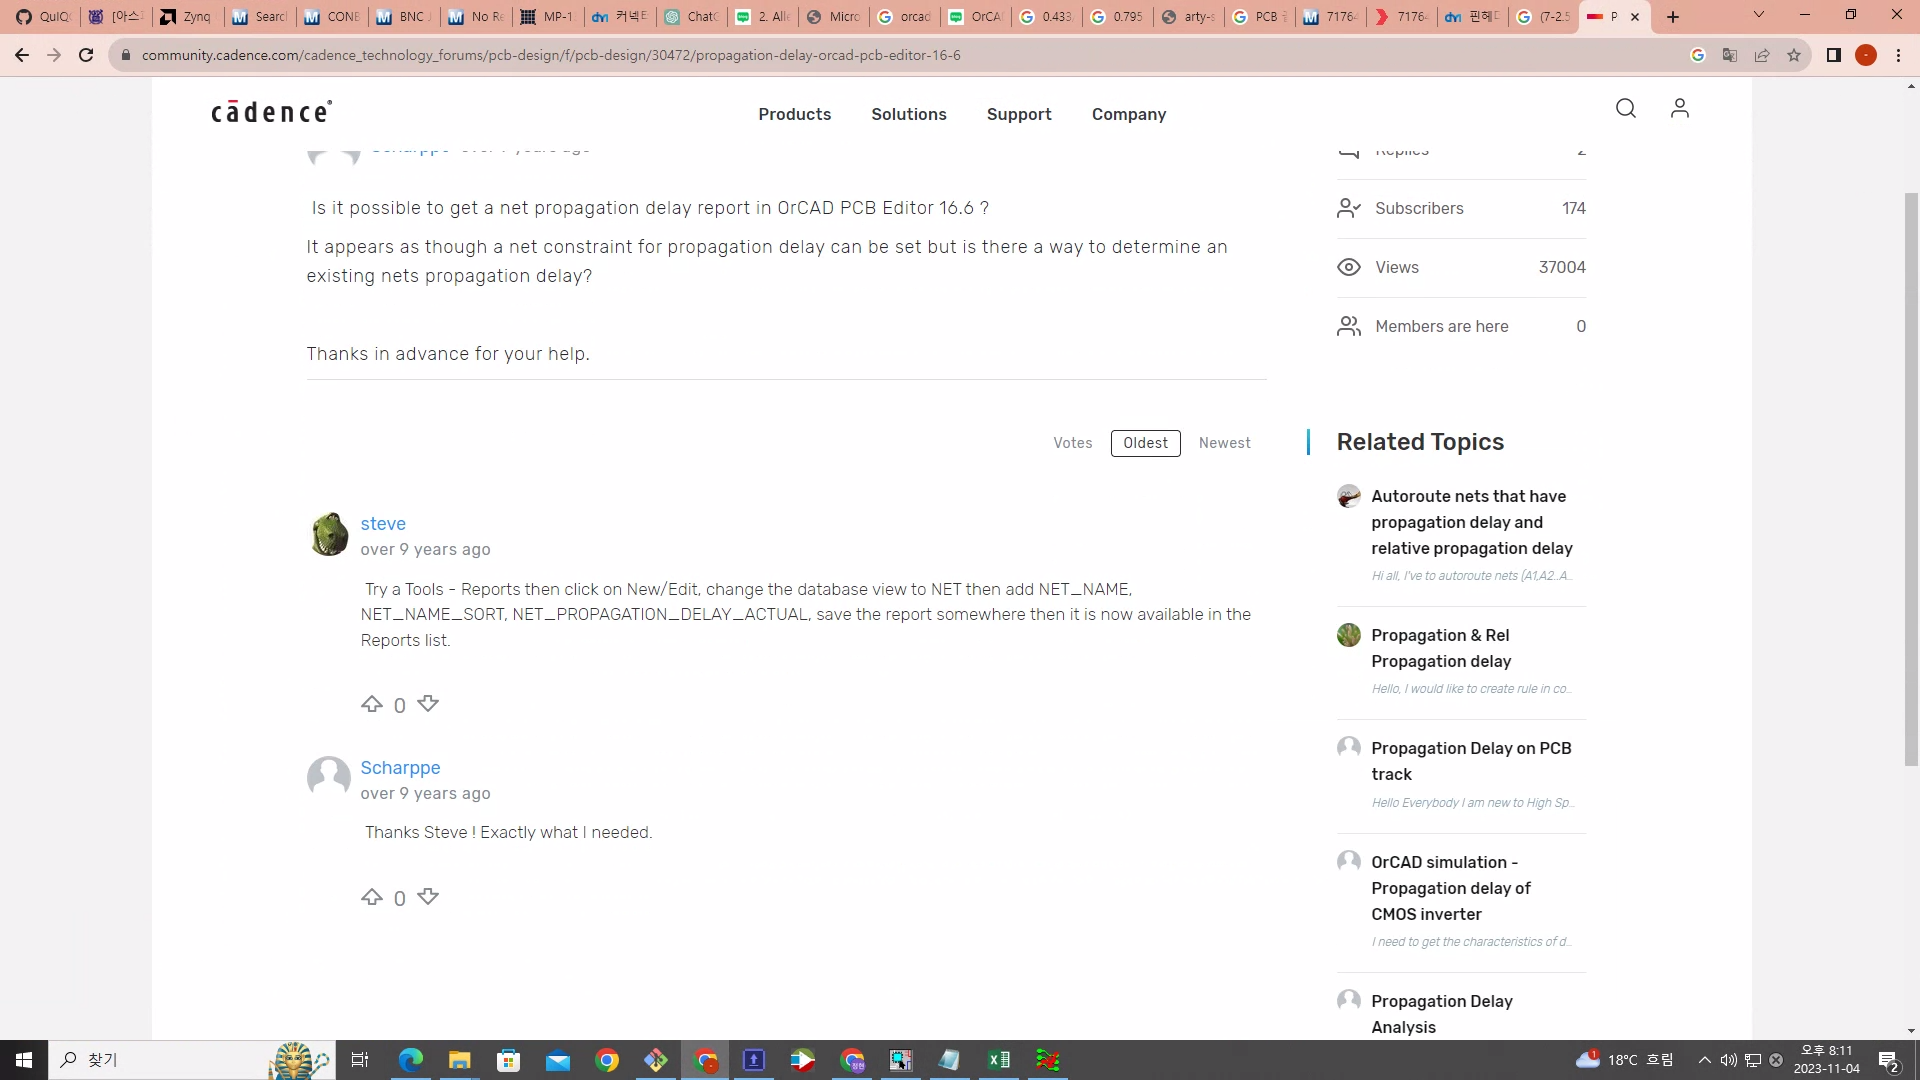 QuIQ
[아스
Zynq
Search
CONE
BNC
No Re
MP-1
커넥트
ChatG
2. Alle
Micro
orcad
OrCA
0.433
0.795
arty-s
PCB
7176
7176
핀헤더
(7-2.5
P
community.cadence.com/cadence_technology_forums/pcb-design/f/pcb-design/30472/propagation-delay-orcad-pcb-editor-16-6
cādence®
Products Solutions Support Company
Is it possible to get a net propagation delay report in OrCAD PCB Editor 16.6 ?
It appears as though a net constraint for propagation delay can be set but is there a way to determine an
existing nets propagation delay?
Thanks in advance for your help.
Votes Oldest Newest
steve
over 9 years ago
Try a Tools - Reports then click on New/Edit, change the database view to NET then add NET_NAME,
NET_NAME_SORT, NET_PROPAGATION_DELAY_ACTUAL, save the report somewhere then it is now available in the
Reports list.
0
Scharppe
over 9 years ago
Thanks Steve ! Exactly what I needed.
0
Replies 2
Subscribers 174
Views 37004
Members are here 0
Related Topics
Autoroute nets that have
propagation delay and
relative propagation delay
Hi all, I've to autoroute nets (A1,A2..A…
Propagation & Rel
Propagation delay
Hello, I would like to create rule in co…
Propagation Delay on PCB
track
Hello Everybody I am new to High Sp…
OrCAD simulation -
Propagation delay of
CMOS inverter
I need to get the characteristics of d…
Propagation Delay
Analysis
찾기
1
18°C 흐림
오후 8:11
2023-11-04
2